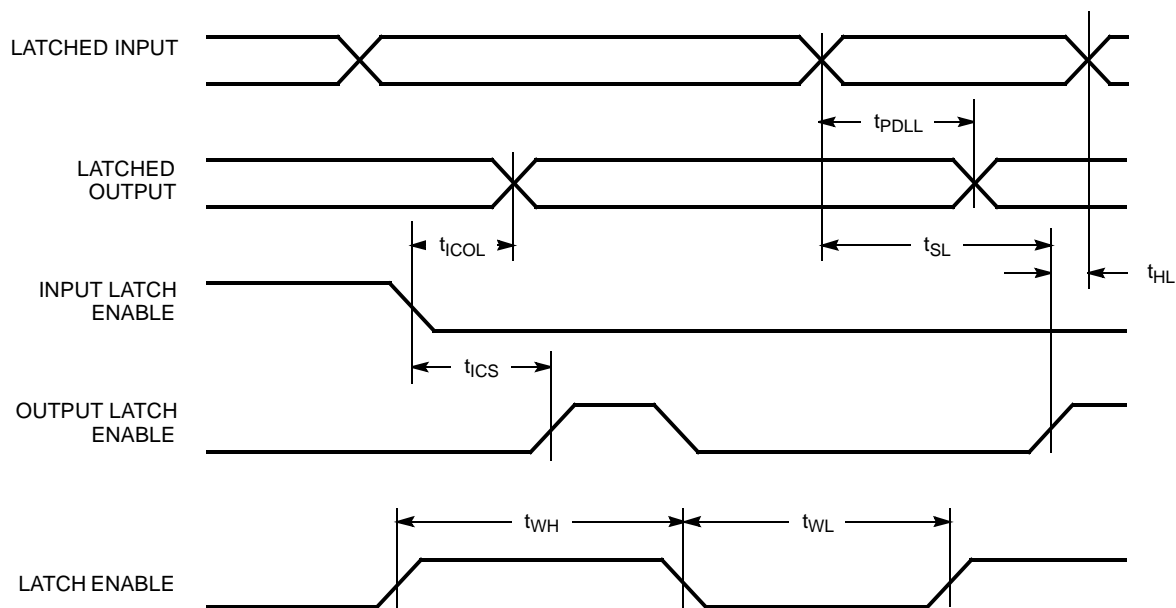 LATCHED INPUT
tPDLL
LATCHED
OUTPUT
tICOL
tSL
tHL
INPUT LATCH
ENABLE
tICS
OUTPUT LATCH
ENABLE
tWH
tWL
LATCH ENABLE